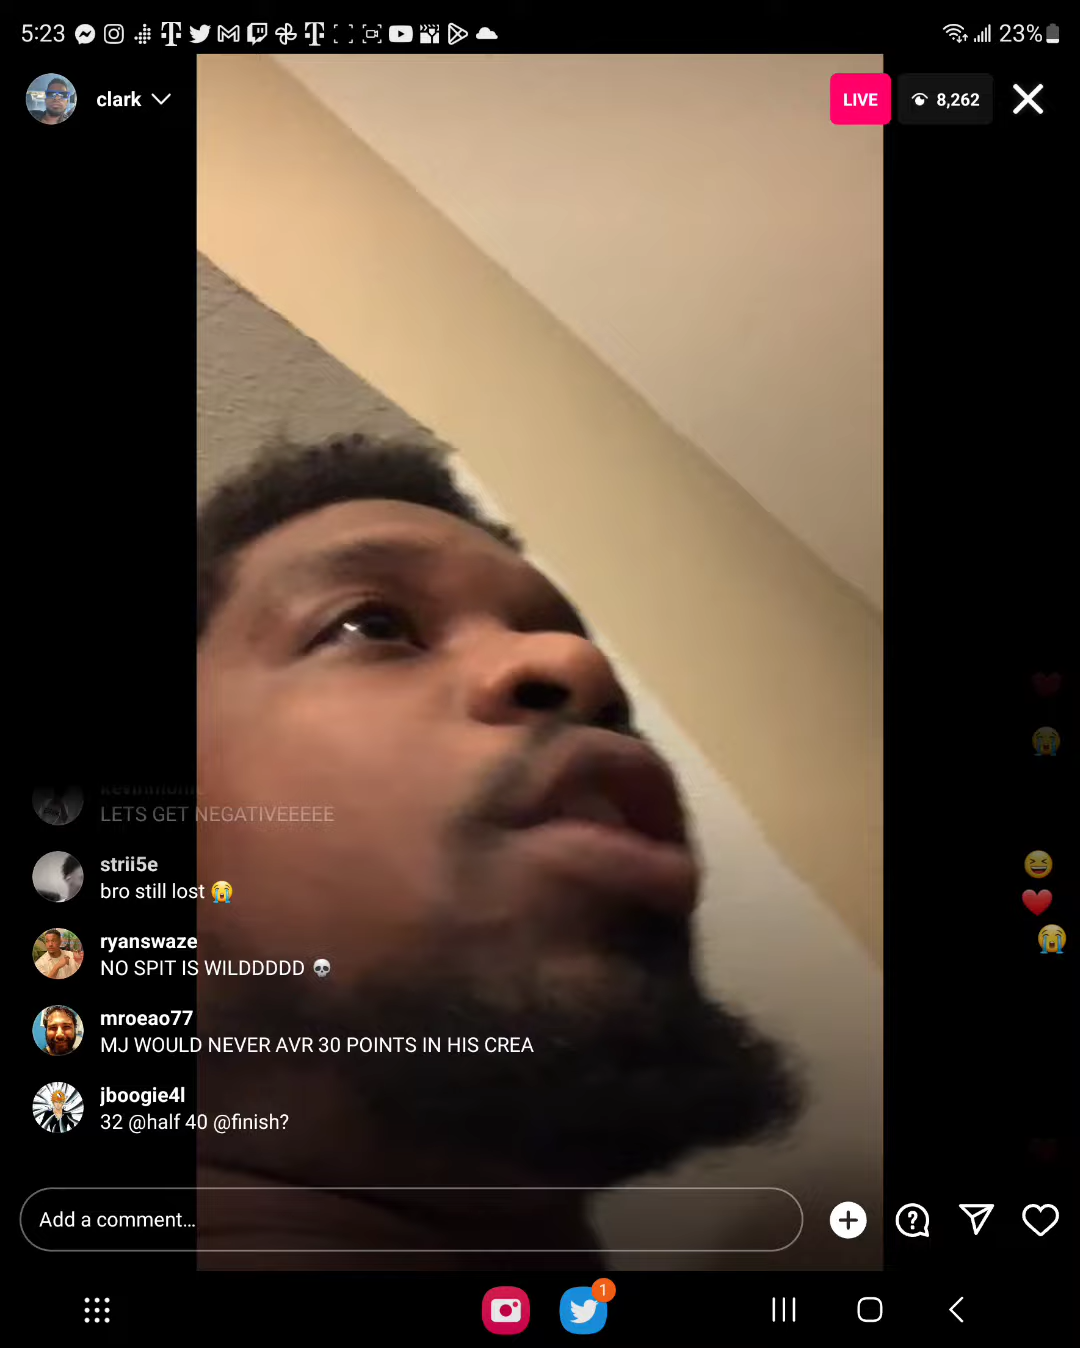 5:23
23%
clark
LIVE
8,262
LETS GET NEGATIVEEEEE
strii5e
bro still lost 😭
ryanswaze
NO SPIT IS WILDDDDD 💀
mroeao77
MJ WOULD NEVER AVR 30 POINTS IN HIS CREA
jboogie4l
32 @half 40 @finish?
Add a comment...
1